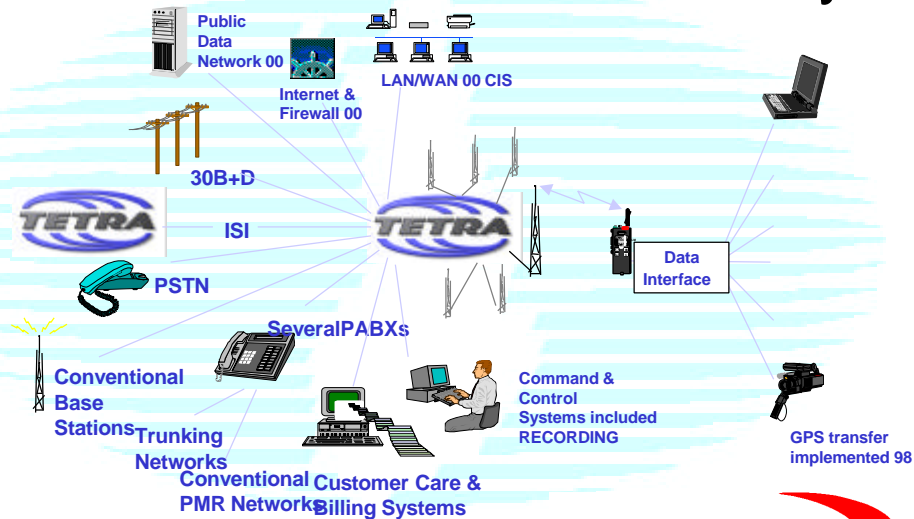 Public
Data
Network 00
Internet &
Firewall 00
LAN/WAN 00 CIS
30B+D
TETRA
ISI
TETRA
PSTN
Data
Interface
SeveralPABXs
Conventional
Base
Stations
Trunking
Networks
Conventional
PMR Networks
Customer Care &
Billing Systems
Command &
Control
Systems included
RECORDING
GPS transfer
implemented 98